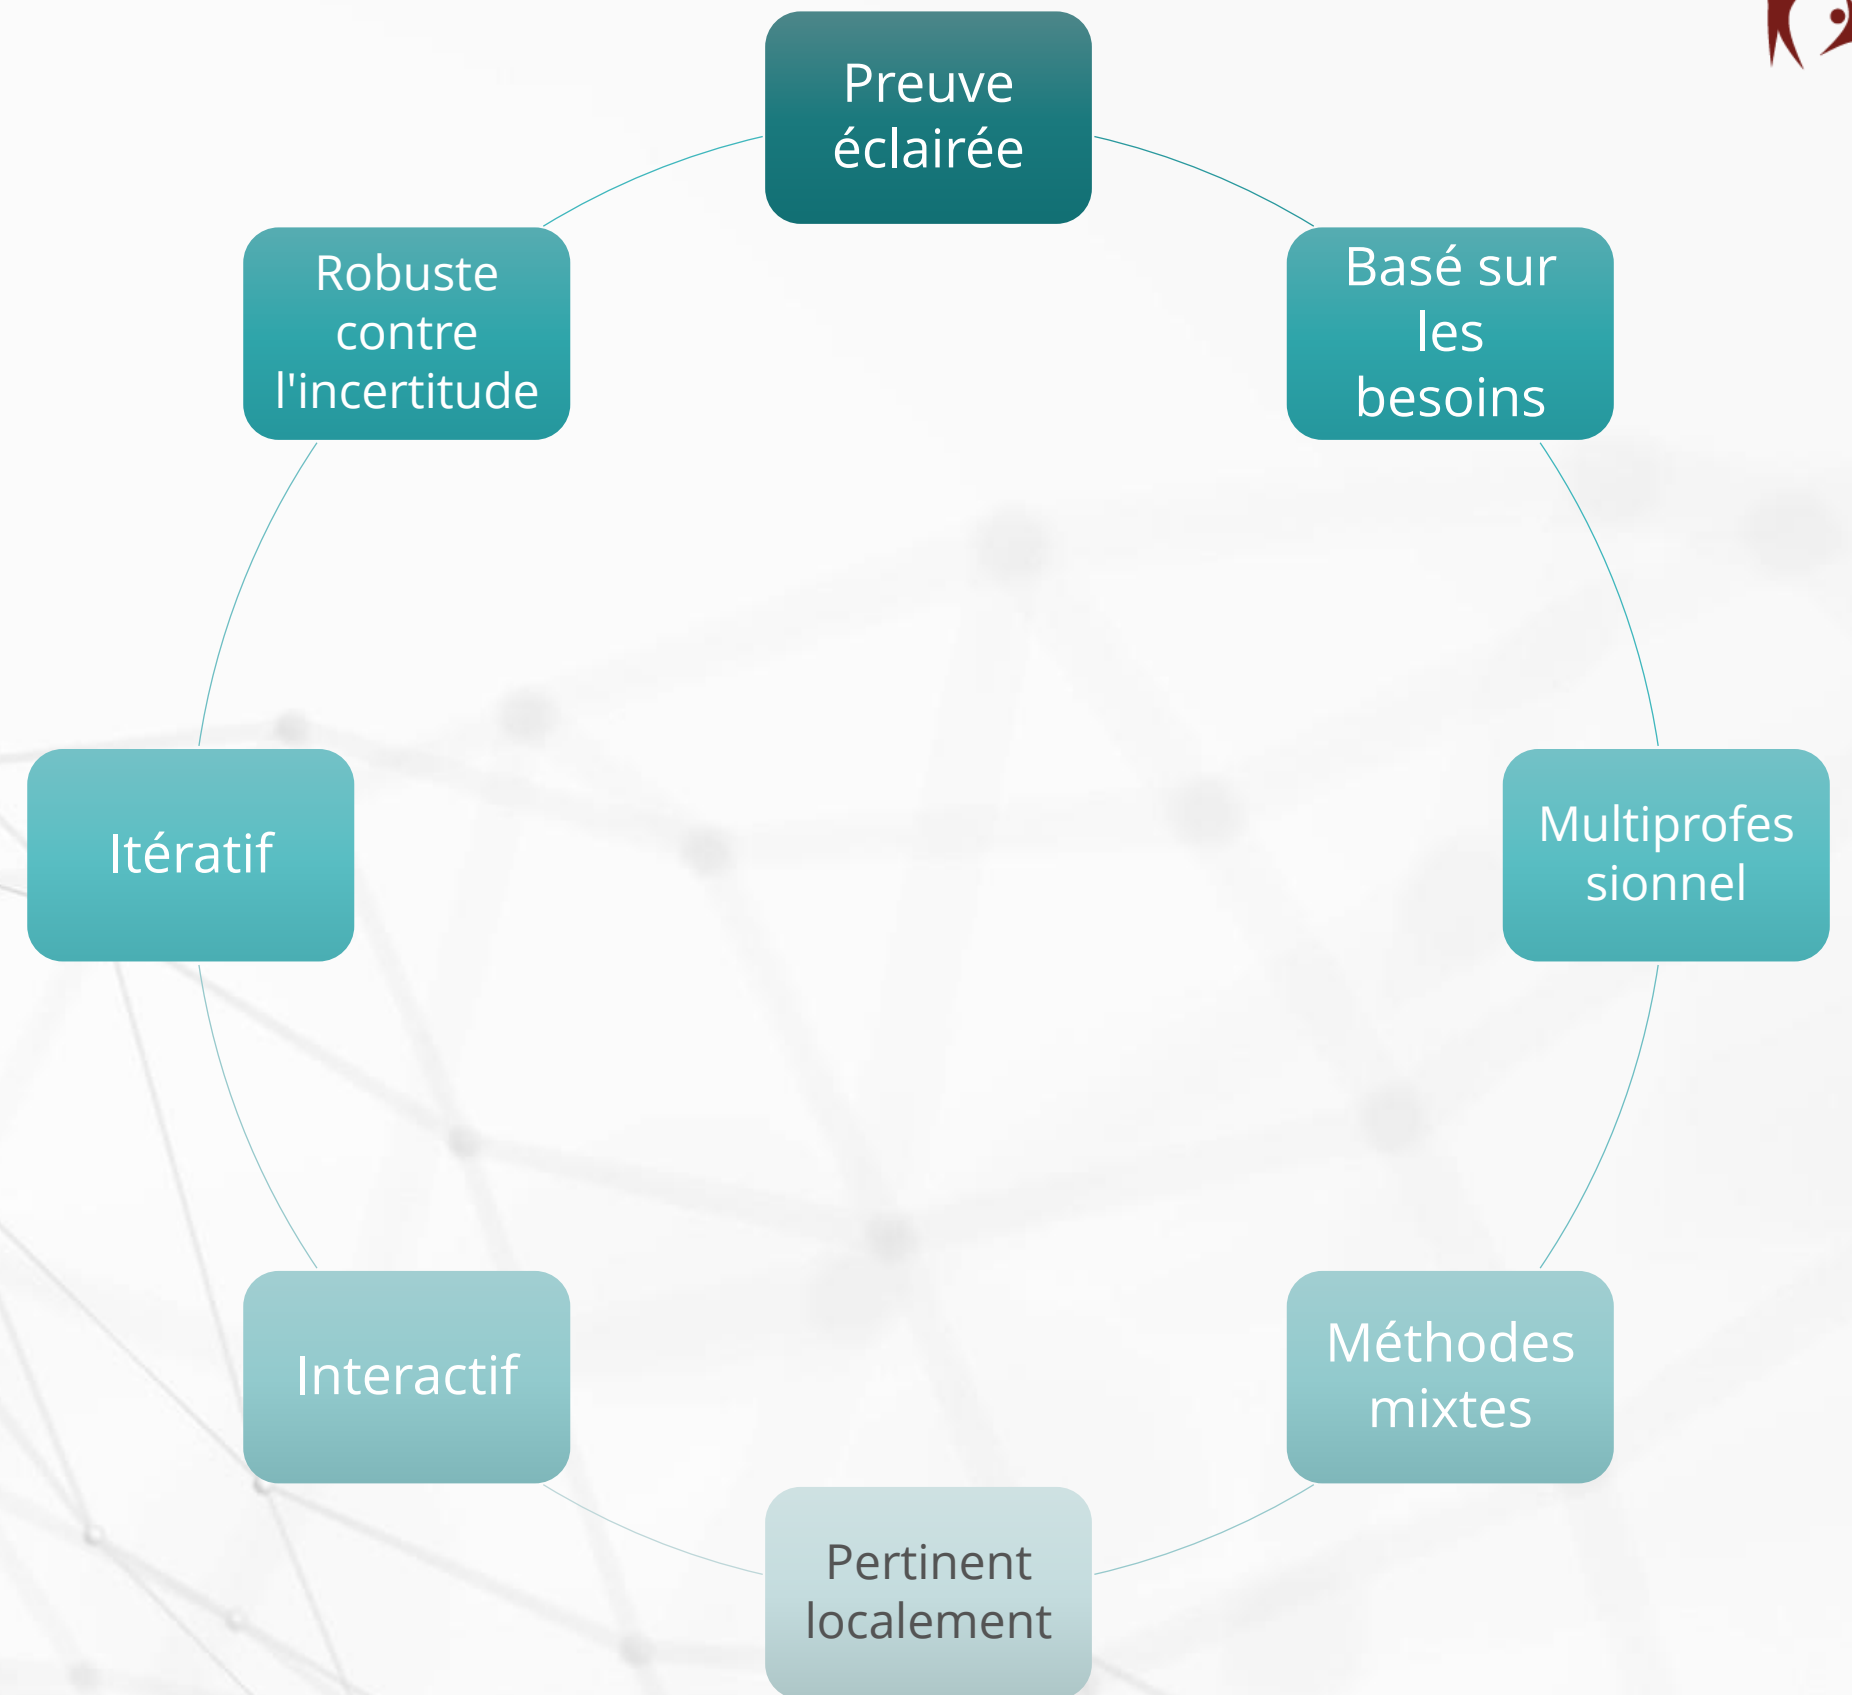 Preuve
éclairée
Basé sur
les
besoins
Multiprofes
sionnel
Méthodes
mixtes
Pertinent
localement
Interactif
Itératif
Robuste
contre
l'incertitude